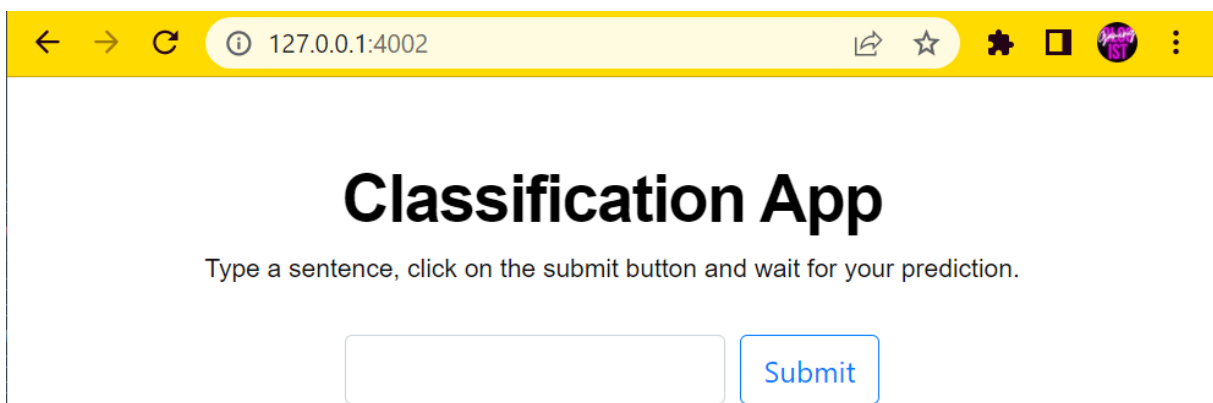 127.0.0.1:4002
Classification App
Type a sentence, click on the submit button and wait for your prediction.
Submit